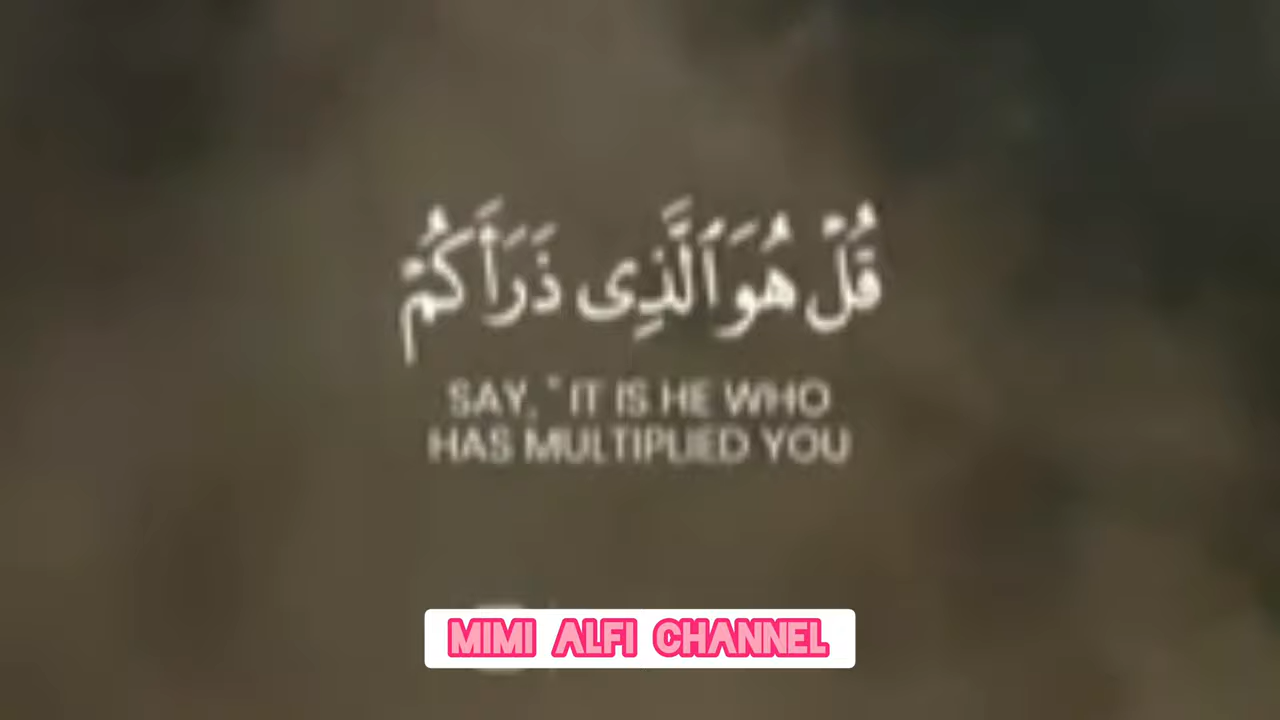 قُلْ هُوَ ٱلَّذِى ذَرَأَكُمْ
SAY, " IT IS HE WHO
HAS MULTIPLIED YOU
MIMI ALFI CHANNEL